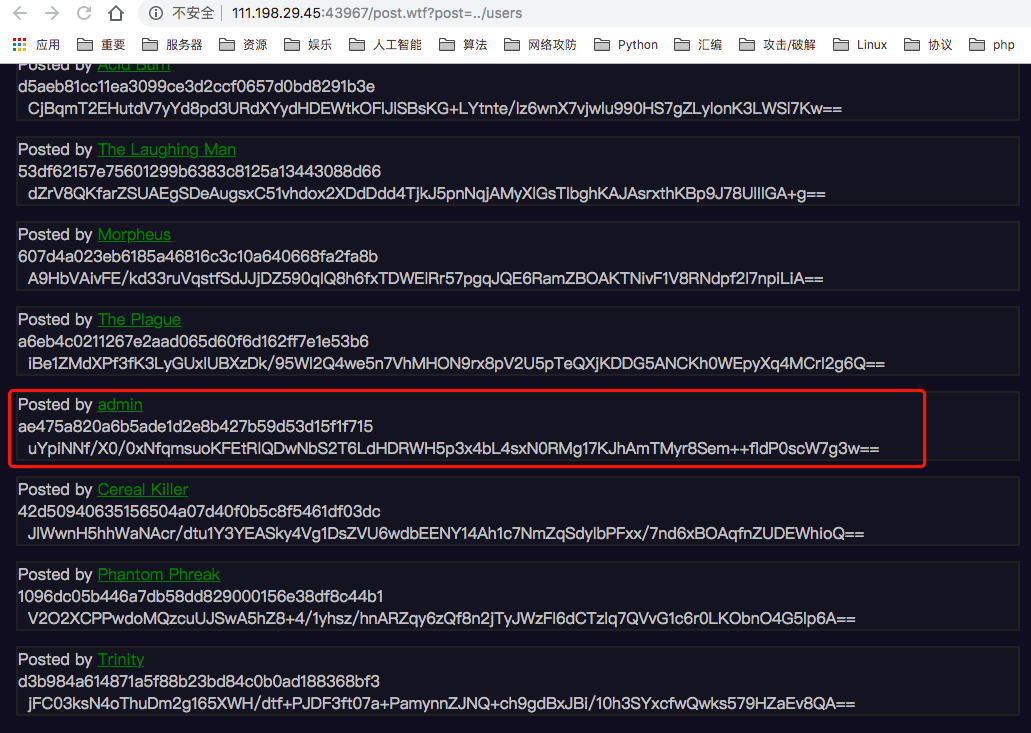 不安全 111.198.29.45:43967/post.wtf?post=../users
应用 重要 服务器 资源 娱乐 人工智能 算法 网络攻防 Python 汇编 攻击/破解 Linux 协议 php
Posted by Acid Burn
d5aeb81cc11ea3099ce3d2ccf0657d0bd8291b3e
CjBqmT2EHutdV7yYd8pd3URdXYydHDEWtkOFlJlSBsKG+LYtnte/lz6wnX7vjwlu990HS7gZLylonK3LWSl7Kw==
Posted by The Laughing Man
53df62157e75601299b6383c8125a13443088d66
dZrV8QKfarZSUAEgSDeAugsxC51vhdox2XDdDdd4TjkJ5pnNqjAMyXlGsTlbghKAJAsrxthKBp9J78UlllGA+g==
Posted by Morpheus
607d4a023eb6185a46816c3c10a640668fa2fa8b
A9HbVAivFE/kd33ruVqstfSdJJjDZ590qlQ8h6fxTDWElRr57pgqJQE6RamZBOAKTNivF1V8RNdpf2l7npiLiA==
Posted by The Plague
a6eb4c0211267e2aad065d60f6d162ff7e1e53b6
iBe1ZMdXPf3fK3LyGUxlUBXzDk/95Wl2Q4we5n7VhMHON9rx8pV2U5pTeQXjKDDG5ANCKh0WEpyXq4MCrl2g6Q==
Posted by admin
ae475a820a6b5ade1d2e8b427b59d53d15f1f715
uYpiNNf/X0/0xNfqmsuoKFEtRlQDwNbS2T6LdHDRWH5p3x4bL4sxN0RMg17KJhAmTMyr8Sem++fldP0scW7g3w==
Posted by Cereal Killer
42d50940635156504a07d40f0b5c8f5461df03dc
JlWwnH5hhWaNAcr/dtu1Y3YEASky4Vg1DsZVU6wdbEENY14Ah1c7NmZqSdylbPFxx/7nd6xBOAqfnZUDEWhioQ==
Posted by Phantom Phreak
1096dc05b446a7db58dd829000156e38df8c44b1
V2O2XCPPwdoMQzcuUJSwA5hZ8+4/1yhsz/hnARZqy6zQf8n2jTyJWzFl6dCTzlq7QVvG1c6r0LKObnO4G5lp6A==
Posted by Trinity
d3b984a614871a5f88b23bd84c0b0ad188368bf3
jFC03ksN4oThuDm2g165XWH/dtf+PJDF3ft07a+PamynnZJNQ+ch9gdBxJBi/10h3SYxcfwQwks579HZaEv8QA==